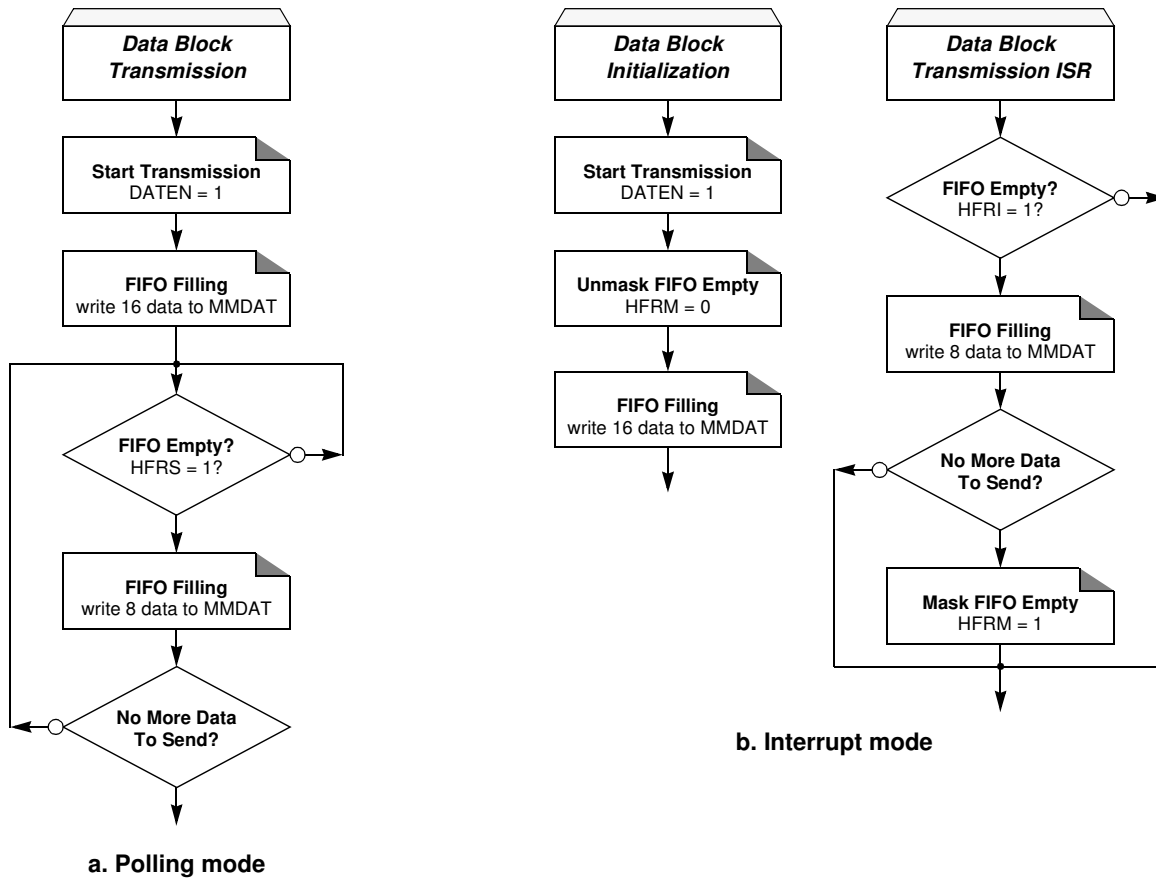 Data Block
Transmission
Start Transmission
DATEN = 1
FIFO Filling
write 16 data to MMDAT
FIFO Empty?
HFRS = 1?
FIFO Filling
write 8 data to MMDAT
No More Data
To Send?
a. Polling mode
Data Block
Initialization
Start Transmission
DATEN = 1
Unmask FIFO Empty
HFRM = 0
FIFO Filling
write 16 data to MMDAT
Data Block
Transmission ISR
FIFO Empty?
HFRI = 1?
FIFO Filling
write 8 data to MMDAT
No More Data
To Send?
Mask FIFO Empty
HFRM = 1
b. Interrupt mode